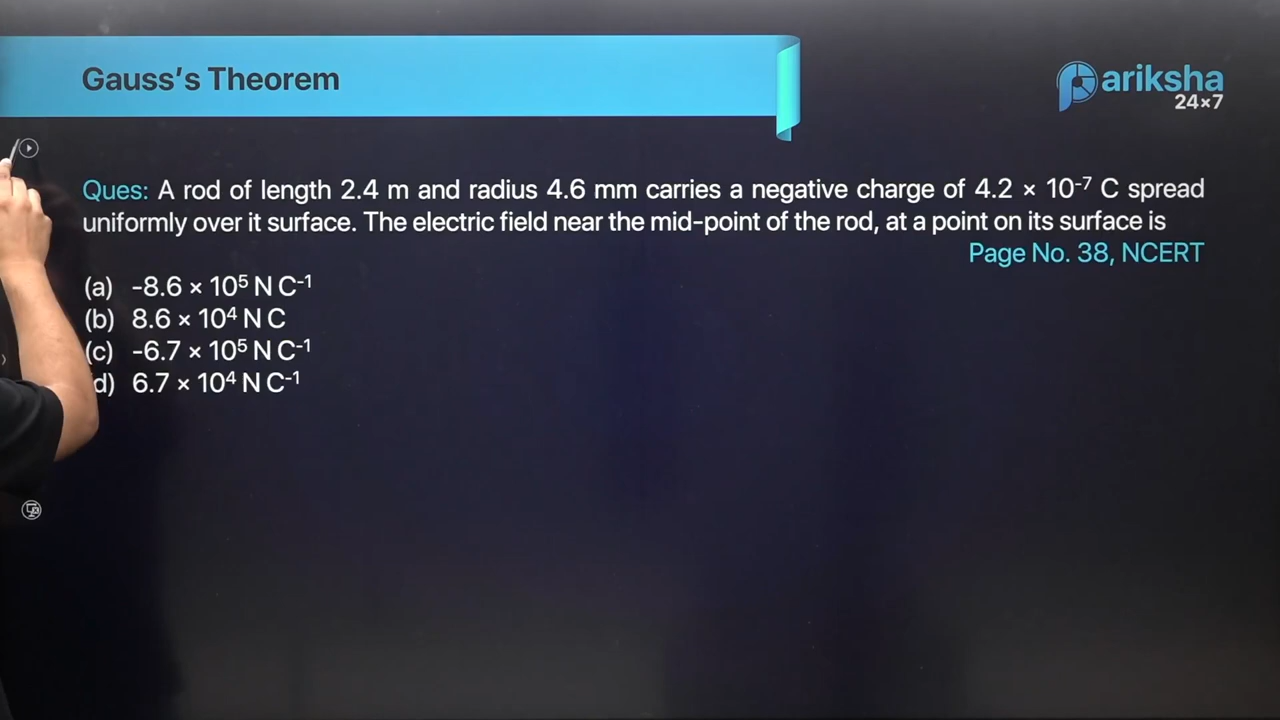 Gauss's Theorem
Pariksha
24×7
Ques: A rod of length 2.4 m and radius 4.6 mm carries a negative charge of 4.2 × 10⁻⁷ C spread
uniformly over it surface. The electric field near the mid-point of the rod, at a point on its surface is
Page No. 38, NCERT
(a) -8.6 × 10⁵ N C⁻¹
(b) 8.6 × 10⁴ N C
(c) -6.7 × 10⁵ N C⁻¹
d) 6.7 × 10⁴ N C⁻¹